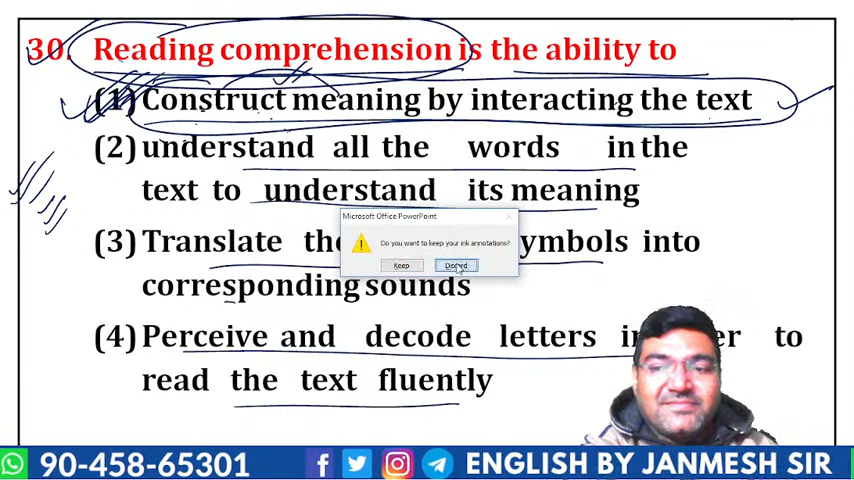 30. Reading comprehension is the ability to
(1) Construct meaning by interacting the text
(2) understand all the words in the
text to understand its meaning
(3) Translate the ymbols into
corresponding sounds
(4) Perceive and decode letters in er to
read the text fluently
Microsoft Office PowerPoint
Do you want to keep your ink annotations?
Keep Discard
90-458-65301 ENGLISH BY JANMESH SIR